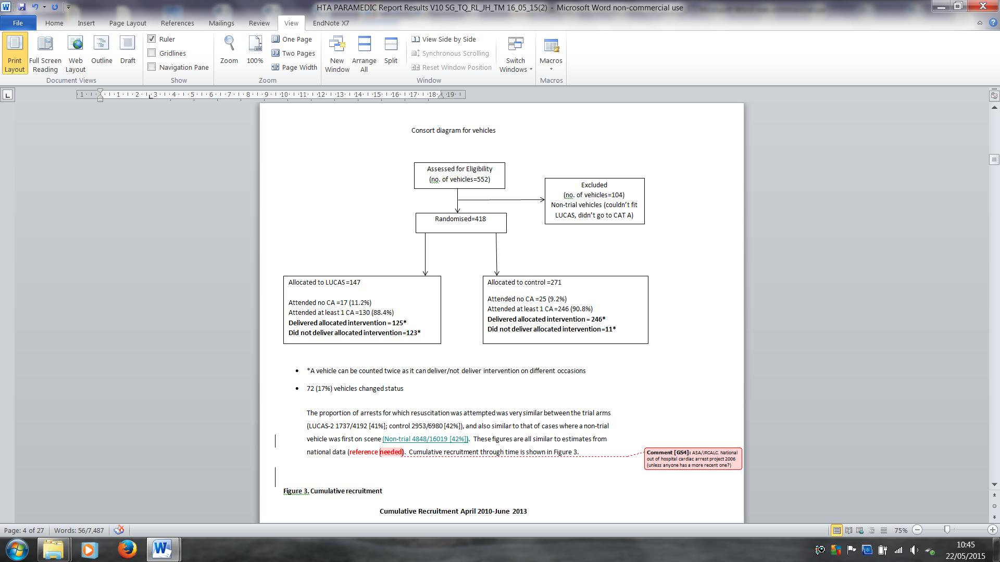 HTA PARAMEDIC Report Results V10 SG_TQ_RL_JH_TM 16_05_15(2) - Microsoft Word non-commercial use
File Home Insert Page Layout References Mailings Review View EndNote X7
Print Layout
Full Screen Reading
Web Layout
Outline
Draft
Document Views
Ruler
Gridlines
Navigation Pane
Show
Zoom
100%
One Page
Two Pages
Page Width
Zoom
New Window
Arrange All
Split
View Side by Side
Synchronous Scrolling
Reset Window Position
Window
Switch Windows
Macros
Macros
1 1 2 3 4 5 6 7 8 9 10 11 12 13 14 15 16 17 18 19
Consort diagram for vehicles
Assessed for Eligibility
(no. of vehicles=552)
Excluded
(no. of vehicles=104)
Non-trial vehicles (couldn't fit
LUCAS, didn't go to CAT A)
Randomised=418
Allocated to LUCAS =147
Attended no CA =17 (11.2%)
Attended at least 1 CA =130 (88.4%)
Delivered allocated intervention = 125*
Did not deliver allocated intervention =123*
Allocated to control =271
Attended no CA =25 (9.2%)
Attended at least 1 CA =246 (90.8%)
Delivered allocated intervention = 246*
Did not deliver allocated intervention =11*
• *A vehicle can be counted twice as it can deliver/not deliver intervention on different occasions
• 72 (17%) vehicles changed status
The proportion of arrests for which resuscitation was attempted was very similar between the trial arms
(LUCAS-2 1737/4192 [41%]; control 2953/6980 [42%]), and also similar to that of cases where a non-trial
vehicle was first on scene (Non-trial 4848/16019 [42%]). These figures are all similar to estimates from
national data (reference needed). Cumulative recruitment through time is shown in Figure 3.
Comment [GS4]: ASA/JRCALC. National
out of hospital cardiac arrest project 2006
(unless anyone has a more recent one?)
Figure 3. Cumulative recruitment
Cumulative Recruitment April 2010-June 2013
Page: 4 of 27 Words: 56/7,487 75%
10:45
22/05/2015